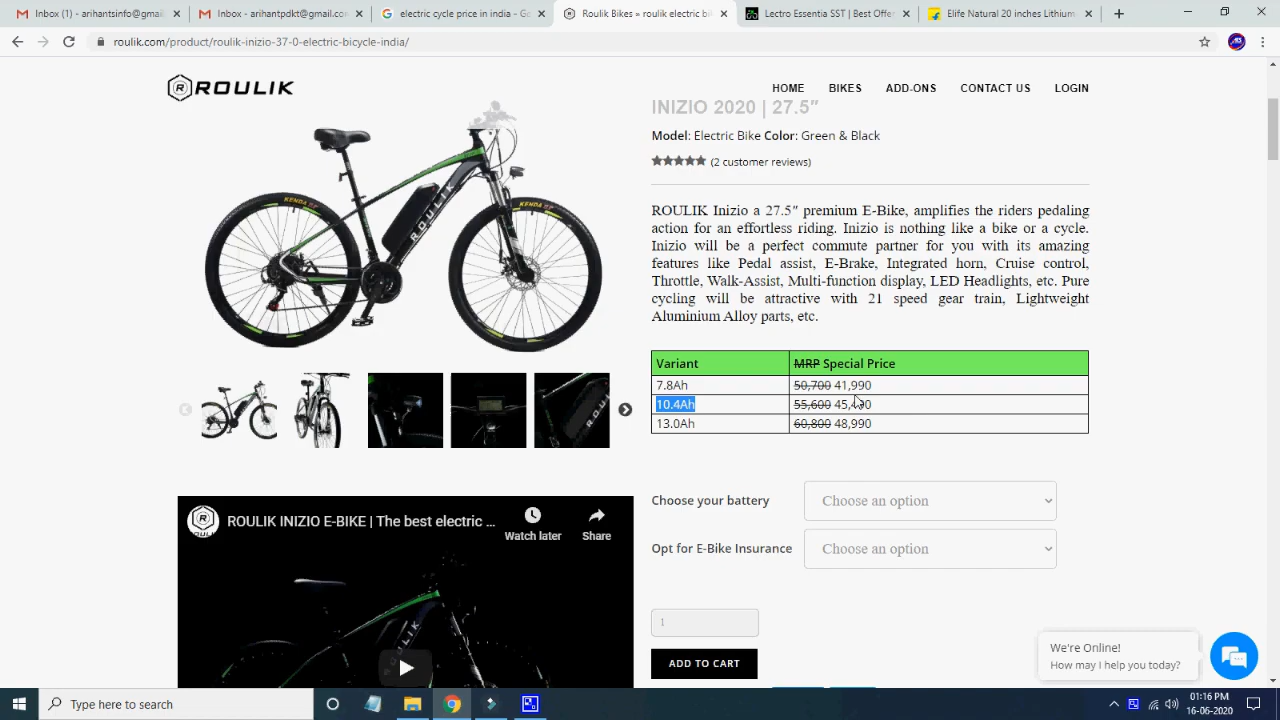 arihantprinfo@gmail.com
arihantprinfo@gmail.com
electric cycle price in india - Go
Roulik Bikes » roulik electric bi
Lectro Essentia SST | Best Offer
Elife Natural 20 inches Lithium-
roulik.com/product/roulik-inizio-37-0-electric-bicycle-india/
ROULIK
HOME BIKES ADD-ONS CONTACT US LOGIN
INIZIO 2020 | 27.5″
Model: Electric Bike Color: Green & Black
(2 customer reviews)
ROULIK Inizio a 27.5″ premium E-Bike, amplifies the riders pedaling
action for an effortless riding. Inizio is nothing like a bike or a cycle.
Inizio will be a perfect commute partner for you with its amazing
features like Pedal assist, E-Brake, Integrated horn, Cruise control,
Throttle, Walk-Assist, Multi-function display, LED Headlights, etc. Pure
cycling will be attractive with 21 speed gear train, Lightweight
Aluminium Alloy parts, etc.
KENDA
KENDA
ROULIK
Variant MRP Special Price
7.8Ah 50,700 41,990
10.4Ah 55,600
13.0Ah 60,800 48,990
Choose your battery Choose an option
Opt for E-Bike Insurance Choose an option
ROULIK INIZIO E-BIKE | The best electric ...
Watch later Share
1
ADD TO CART
We're Online!
How may I help you today?
Type here to search
01:16 PM
16-06-2020